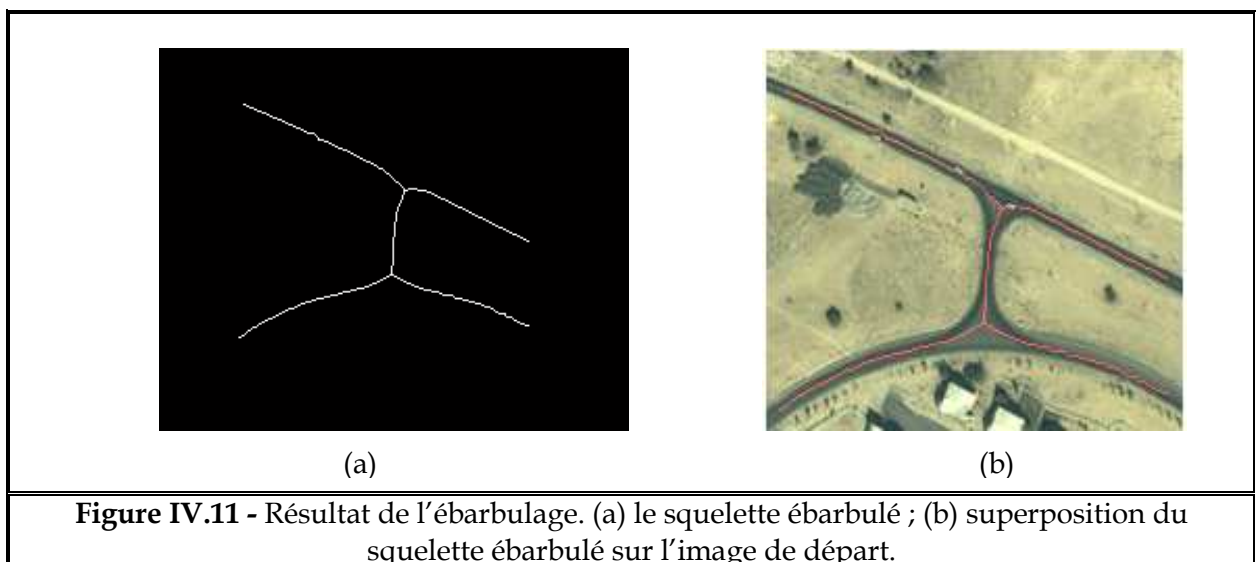 (a)
(b)
Figure IV.11 - Résultat de l'ébarbulage. (a) le squelette ébarbulé ; (b) superposition du
squelette ébarbulé sur l'image de départ.